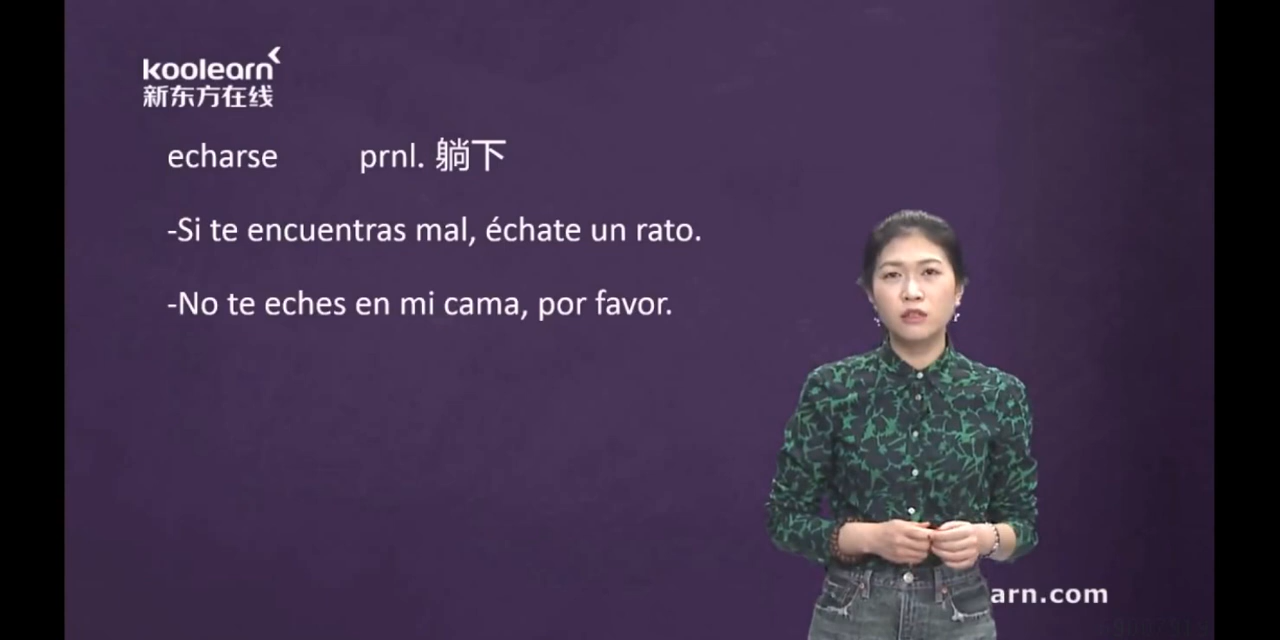 koolearn
新东方在线
echarse prnl. 躺下
-Si te encuentras mal, échate un rato.
-No te eches en mi cama, por favor.
arn.com